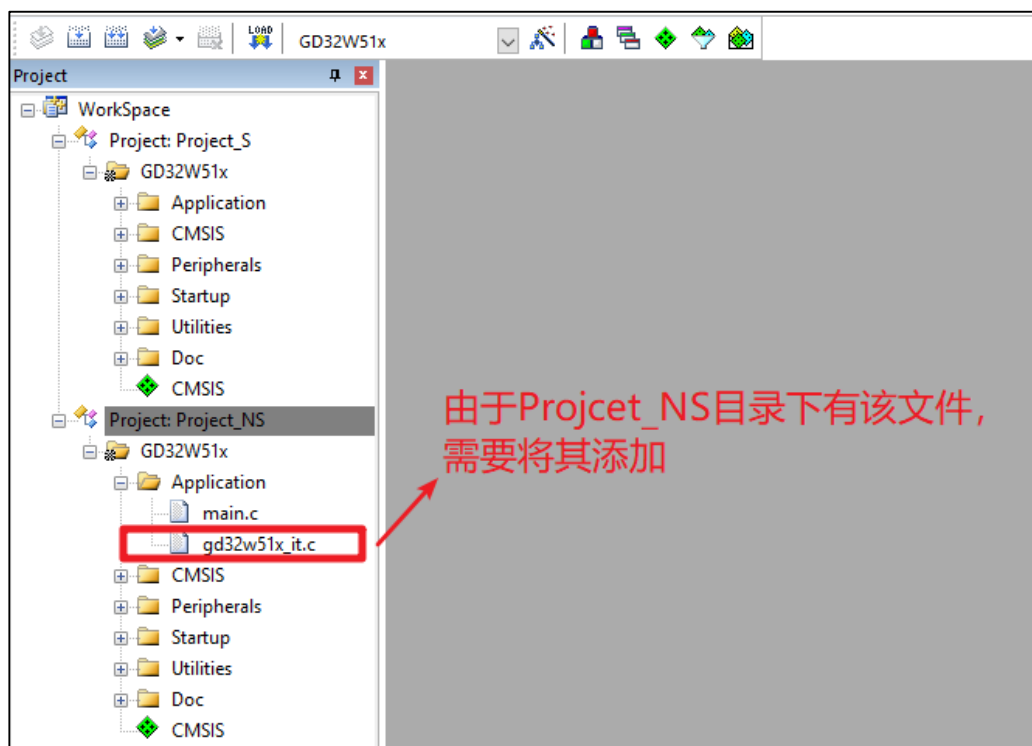 LOAD
GD32W51x
Project
WorkSpace
Project: Project_S
GD32W51x
Application
CMSIS
Peripherals
Startup
Utilities
Doc
CMSIS
Project: Project_NS
GD32W51x
Application
main.c
gd32w51x_it.c
CMSIS
Peripherals
Startup
Utilities
Doc
CMSIS
由于Projcet_NS目录下有该文件，
需要将其添加